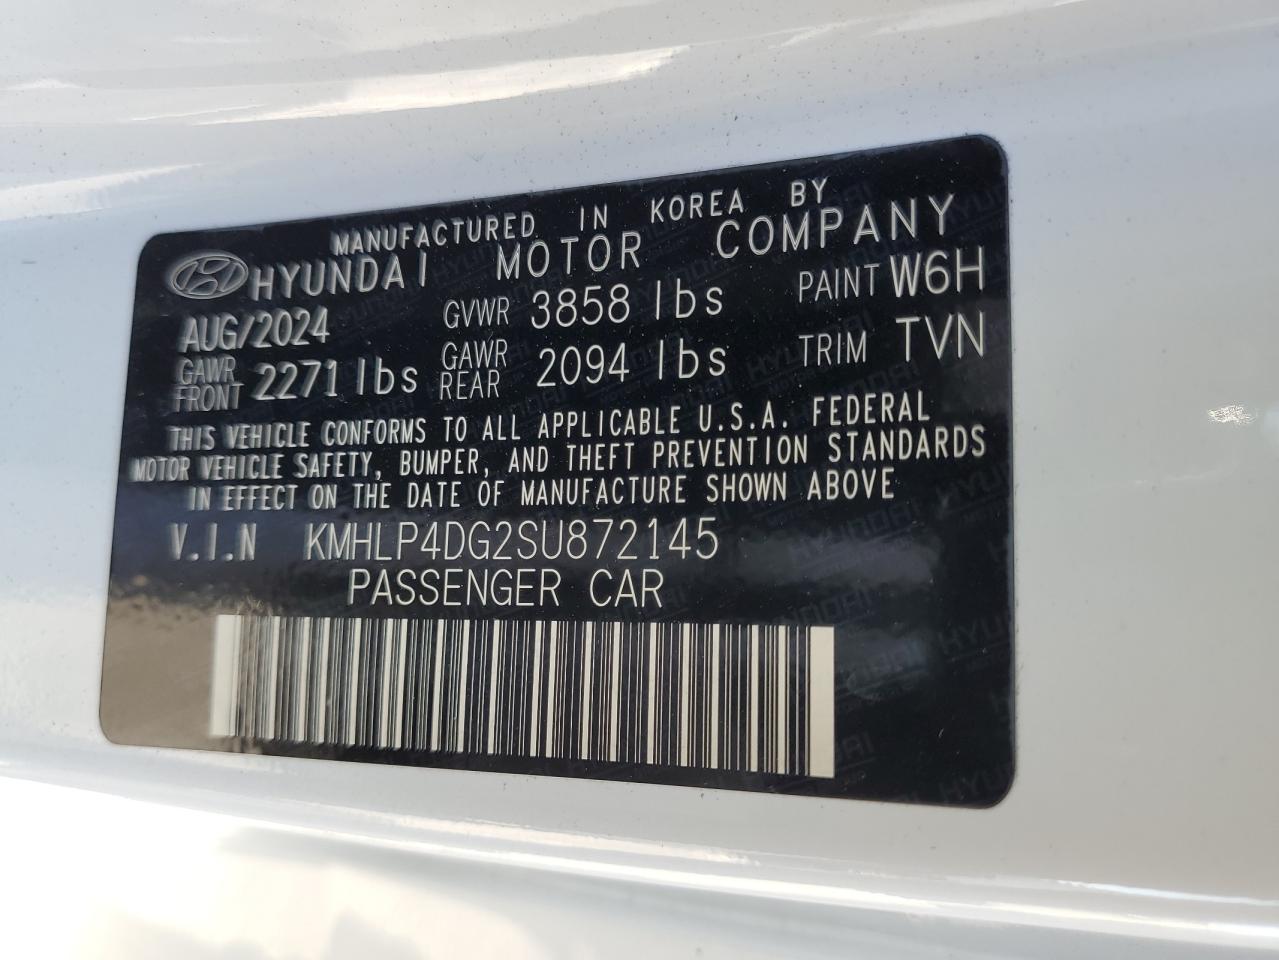 MANUFACTURED IN KOREA BY
HYUNDAI MOTOR COMPANY
AUG/2024 GVWR 3858 lbs PAINT W6H
GAWR FRONT 2271 lbs GAWR REAR 2094 lbs TRIM TVN
THIS VEHICLE CONFORMS TO ALL APPLICABLE U.S.A. FEDERAL
MOTOR VEHICLE SAFETY, BUMPER, AND THEFT PREVENTION STANDARDS
IN EFFECT ON THE DATE OF MANUFACTURE SHOWN ABOVE
V.I.N KMHLP4DG2SU872145
PASSENGER CAR